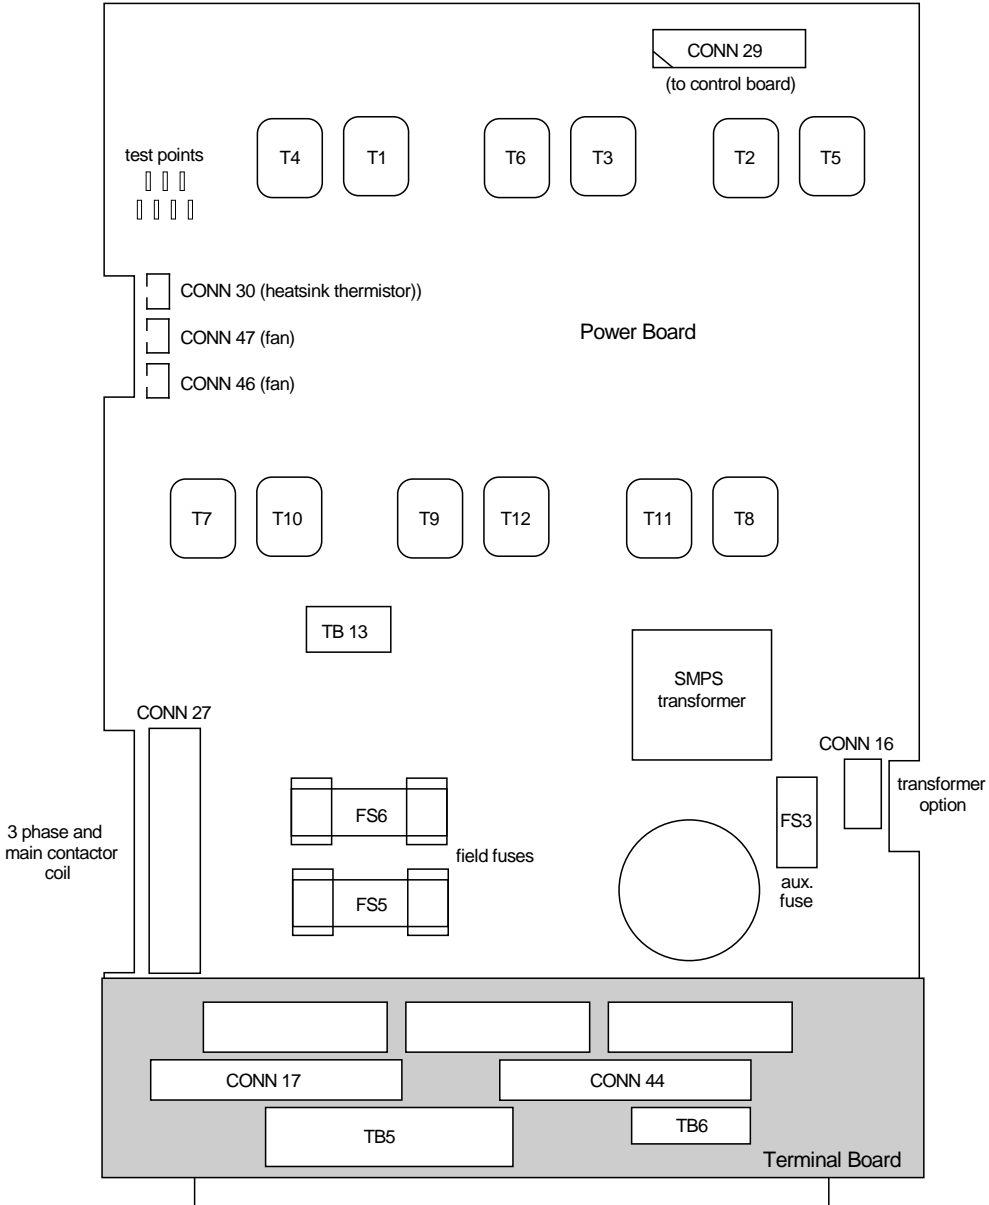 CONN 29
(to control board)
test points
T4 T1 T6 T3 T2 T5
CONN 30 (heatsink thermistor))
CONN 47 (fan)
Power Board
CONN 46 (fan)
T7 T10 T9 T12 T11 T8
TB 13
SMPS
transformer
CONN 27
CONN 16
transformer
option
FS6
FS3
3 phase and
main contactor
coil
field fuses
aux.
fuse
FS5
CONN 17
CONN 44
TB5
TB6
Terminal Board